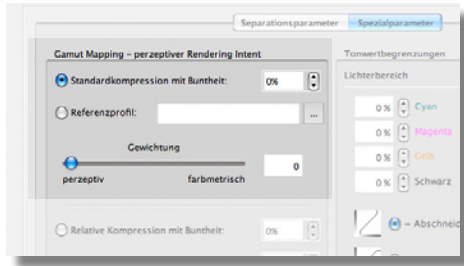 Separationsparameter Spezialparameter
Gamut Mapping – perzeptiver Rendering Intent
Standardkompression mit Buntheit: 0%
Referenzprofil: ...
Gewichtung
0
perzeptiv farbmetrisch
Relative Kompression mit Buntheit: 0%
Tonwertbegrenzungen
Lichterbereich
0 % Cyan
0 % Magenta
0 % Gelb
0 % Schwarz
= Abschneid